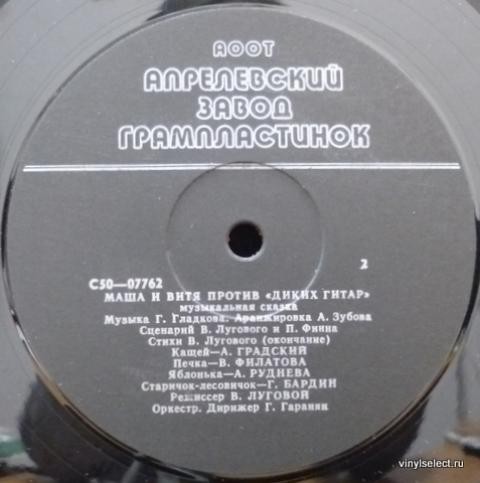 АООТ
АПРЕЛЕВСКИЙ
ЗАВОД
ГРАМПЛАСТИНОК
2
С50—07762
МАША И ВИТЯ ПРОТИВ «ДИКИХ ГИТАР»
музыкальная сказка
Музыка Г. Гладкова. Аранжировка А. Зубова
Сценарий В. Лугового и П. Финна
Стихи В. Лугового (окончание)
Кащей—А. ГРАДСКИЙ
Печка—В. ФИЛАТОВА
Яблонька—А. РУДНЕВА
Старичок-лесовичок—Г. БАРДИН
Режиссер В. ЛУГОВОЙ
Оркестр. Дирижер Г. Гаранян
vinylselect.ru